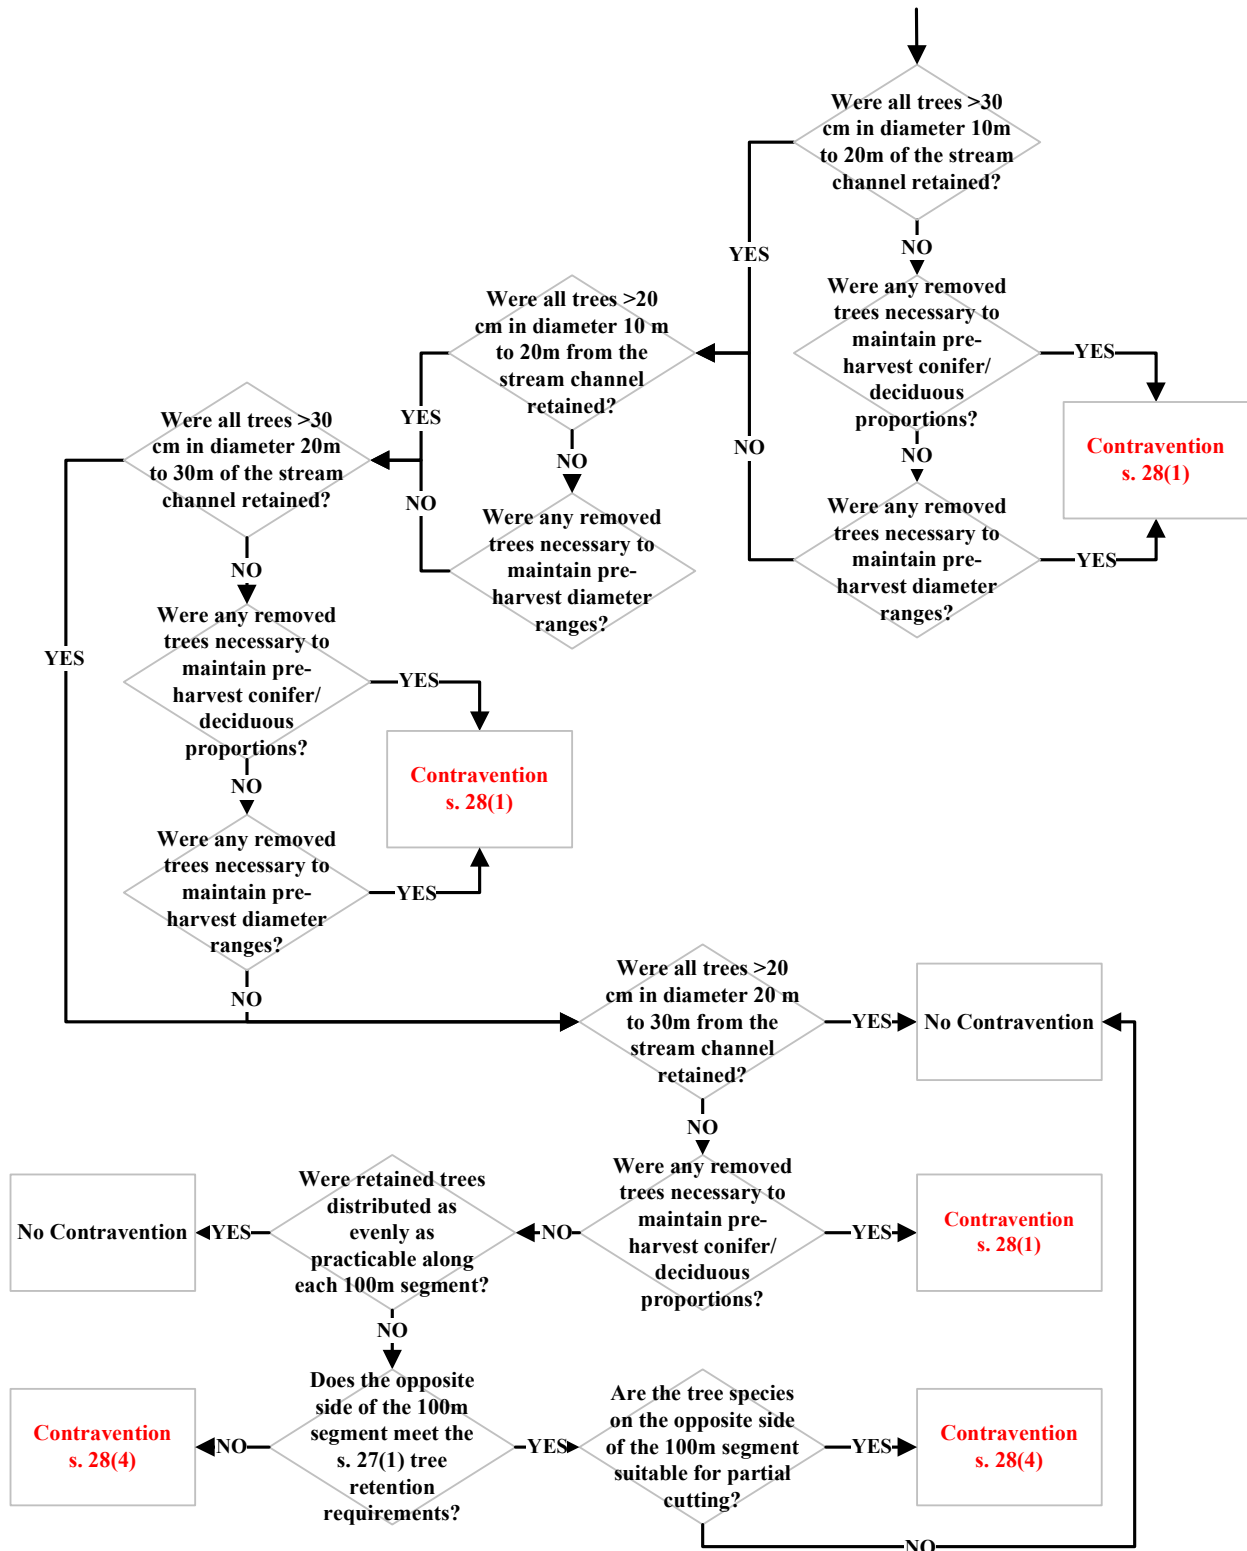 Were all trees >30
cm in diameter 10m
to 20m of the stream
channel retained?
YES
NO
Were any removed
trees necessary to
maintain pre-
harvest conifer/
deciduous
proportions?
YES
NO
Contravention
s. 28(1)
Were any removed
trees necessary to
maintain pre-
harvest diameter
ranges?
YES
NO
Were all trees >20
cm in diameter 10 m
to 20m from the
stream channel
retained?
YES
NO
Were any removed
trees necessary to
maintain pre-
harvest diameter
ranges?
NO
Were all trees >30
cm in diameter 20m
to 30m of the stream
channel retained?
YES
NO
Were any removed
trees necessary to
maintain pre-
harvest conifer/
deciduous
proportions?
YES
NO
Contravention
s. 28(1)
Were any removed
trees necessary to
maintain pre-
harvest diameter
ranges?
YES
NO
Were all trees >20
cm in diameter 20 m
to 30m from the
stream channel
retained?
YES
No Contravention
NO
Were any removed
trees necessary to
maintain pre-
harvest conifer/
deciduous
proportions?
YES
Contravention
s. 28(1)
NO
Were retained trees
distributed as
evenly as
practicable along
each 100m segment?
YES
No Contravention
NO
Does the opposite
side of the 100m
segment meet the
s. 27(1) tree
retention
requirements?
NO
Contravention
s. 28(4)
YES
Are the tree species
on the opposite side
of the 100m segment
suitable for partial
cutting?
YES
Contravention
s. 28(4)
NO